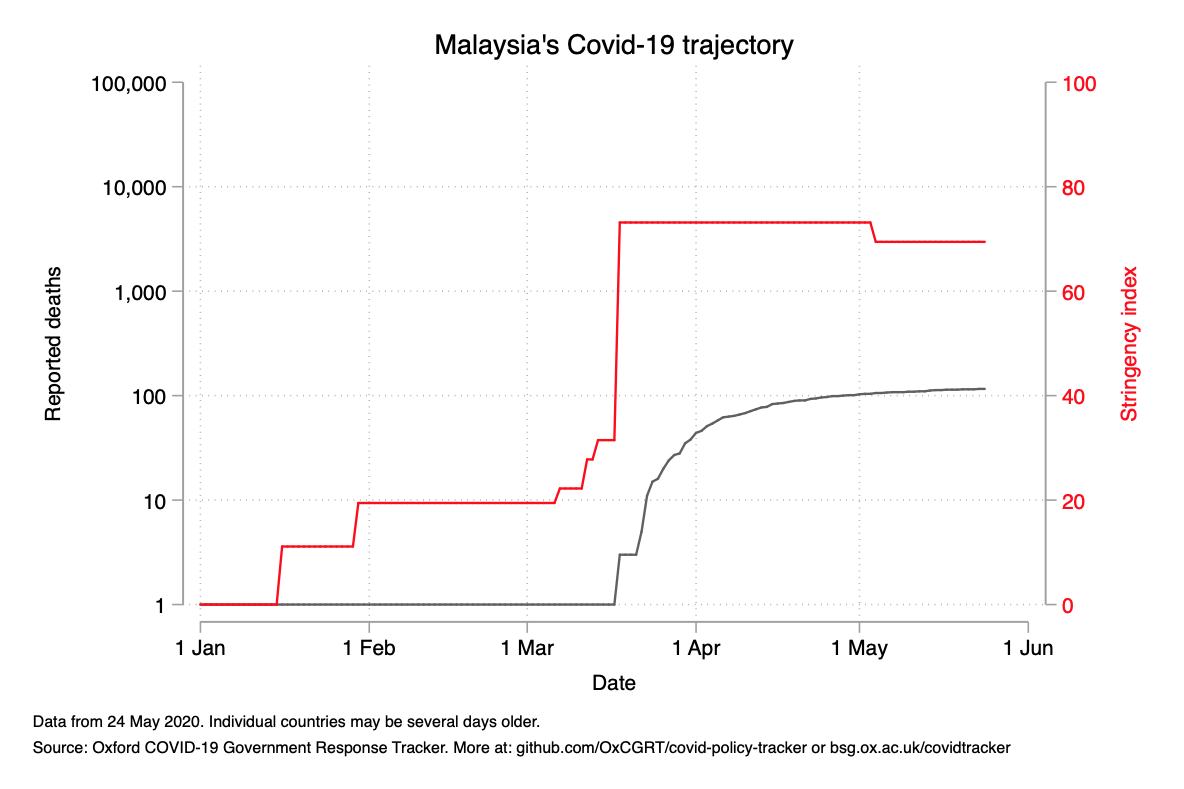 Malaysia's Covid-19 trajectory
100,000
10,000
1,000
100
10
1
Reported deaths
100
80
60
40
20
0
Stringency index
1 Jan
1 Feb
1 Mar
1 Apr
1 May
1 Jun
Date
Data from 24 May 2020. Individual countries may be several days older.
Source: Oxford COVID-19 Government Response Tracker. More at: github.com/OxCGRT/covid-policy-tracker or bsg.ox.ac.uk/covidtracker